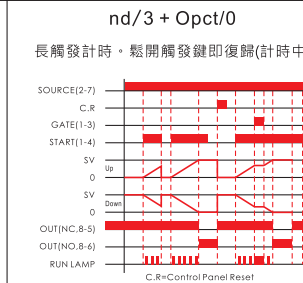 nd/3 + Opct/0
長觸發計時。鬆開觸發鍵即復歸(計時中
SOURCE(2-7)
C.R
GATE(1-3)
START(1-4)
SV
Up
0
SV
Down
0
OUT(NC,8-5)
OUT(NO,8-6)
RUN LAMP
C.R=Control Panel Reset